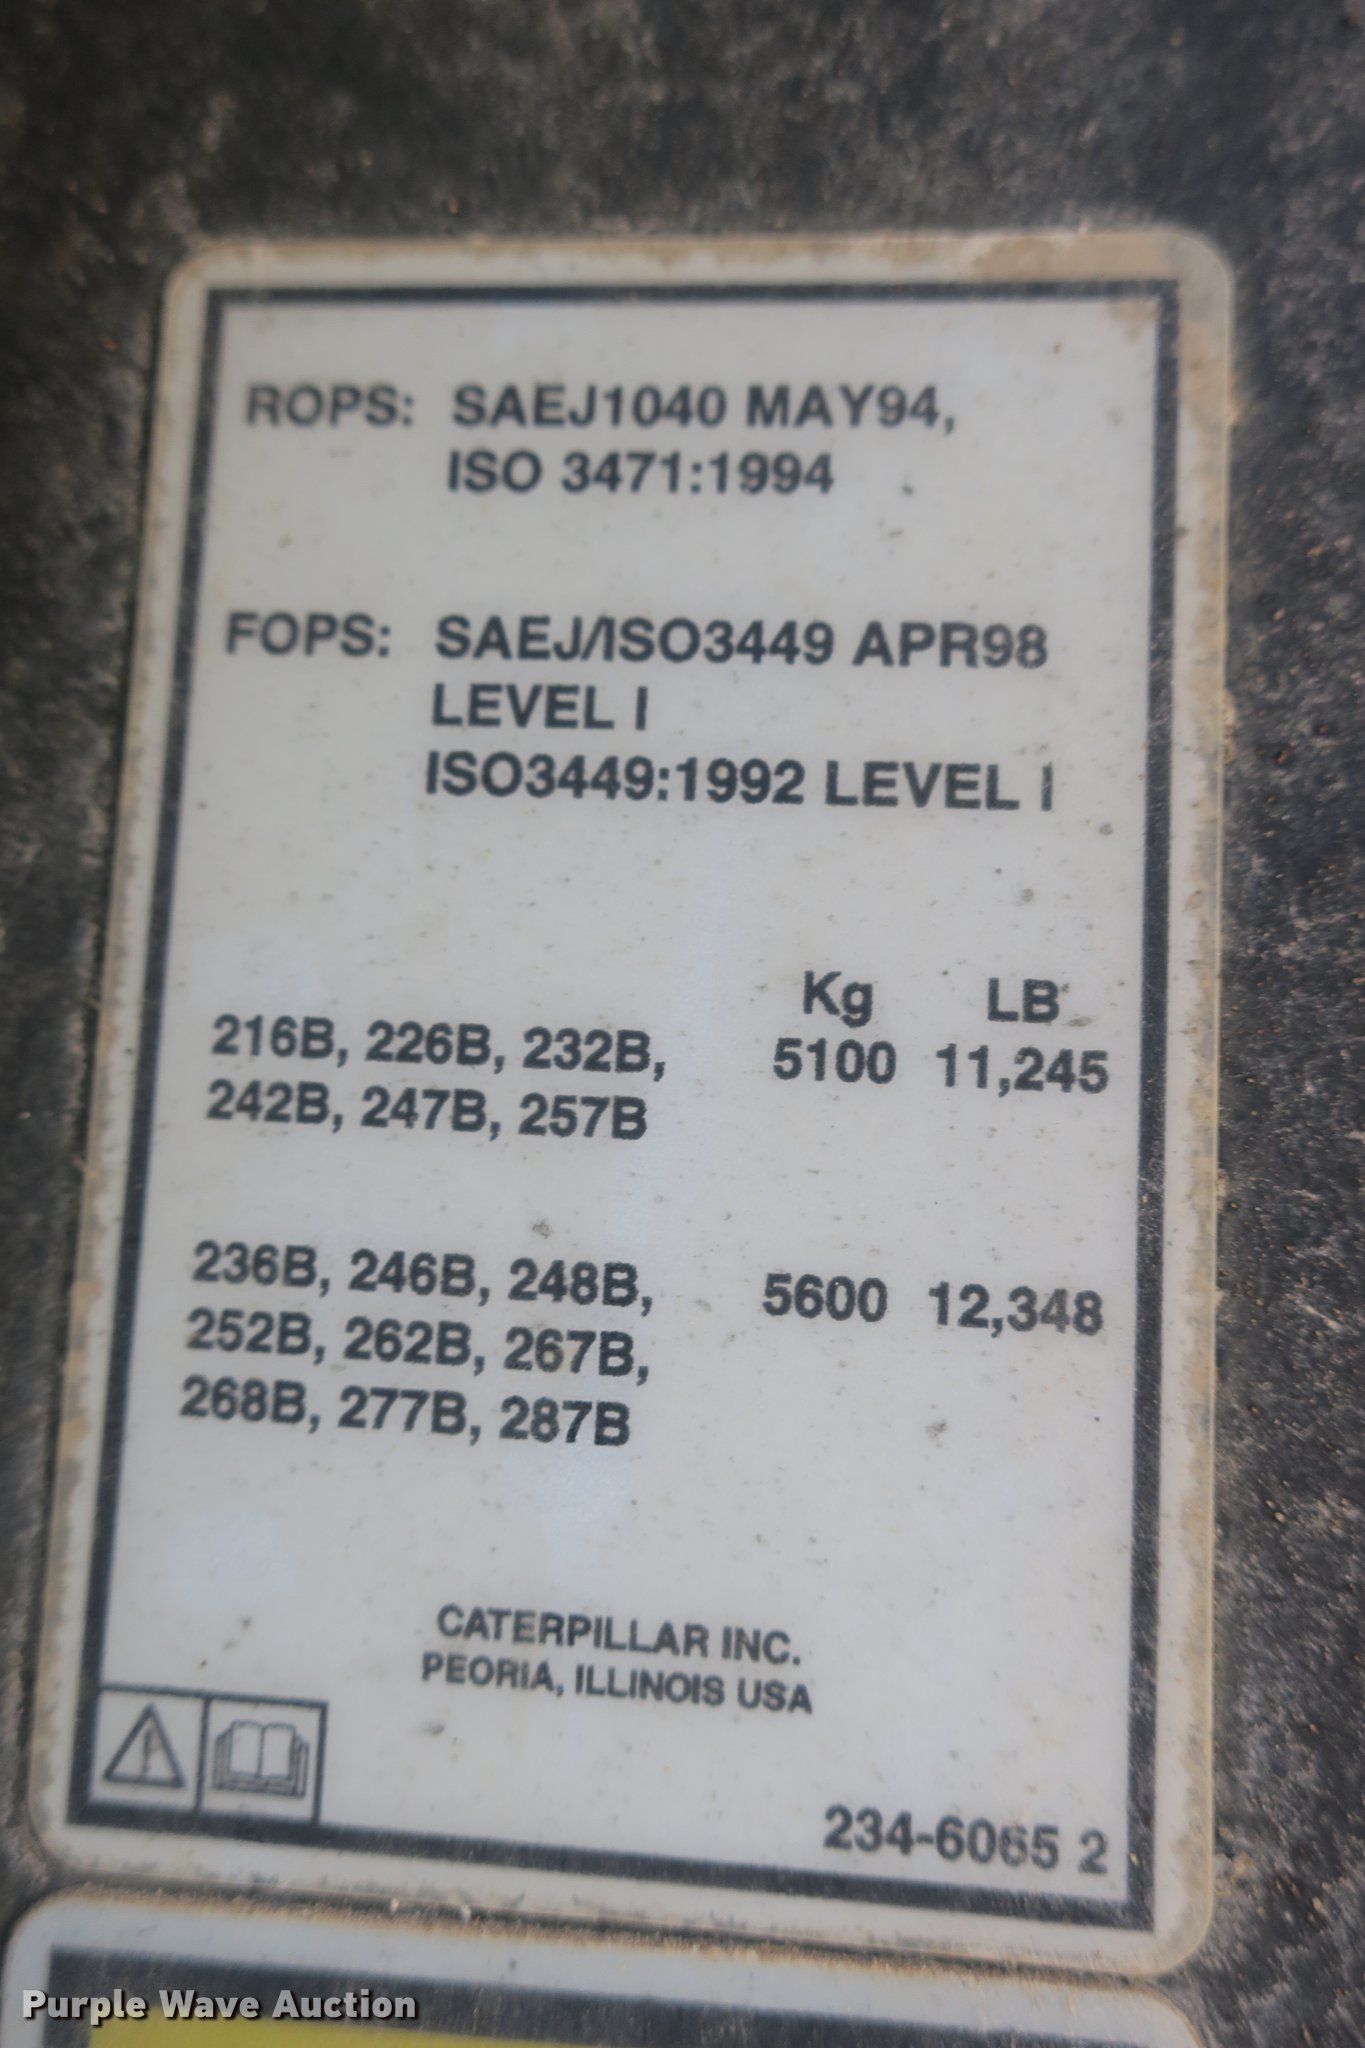 ROPS: SAEJ1040 MAY94,
ISO 3471:1994
FOPS: SAEJ/ISO3449 APR98
LEVEL I
ISO3449:1992 LEVEL I
Kg LB
216B, 226B, 232B, 5100 11,245
242B, 247B, 257B
236B, 246B, 248B, 5600 12,348
252B, 262B, 267B,
268B, 277B, 287B
CATERPILLAR INC.
PEORIA, ILLINOIS USA
234-6065 2
Purple Wave Auction